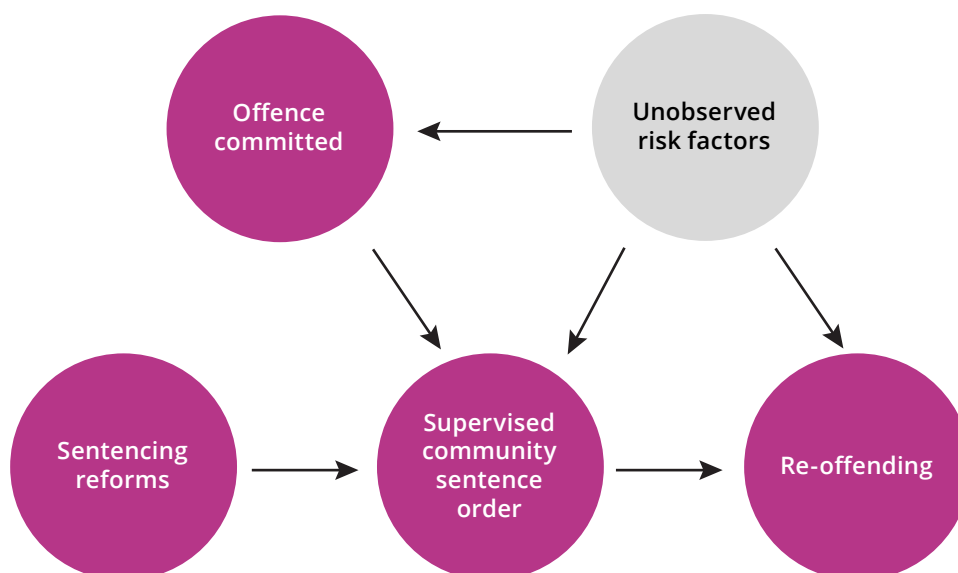 Offence
committed
Unobserved
risk factors
Sentencing
reforms
Supervised
community
sentence
order
Re-offending